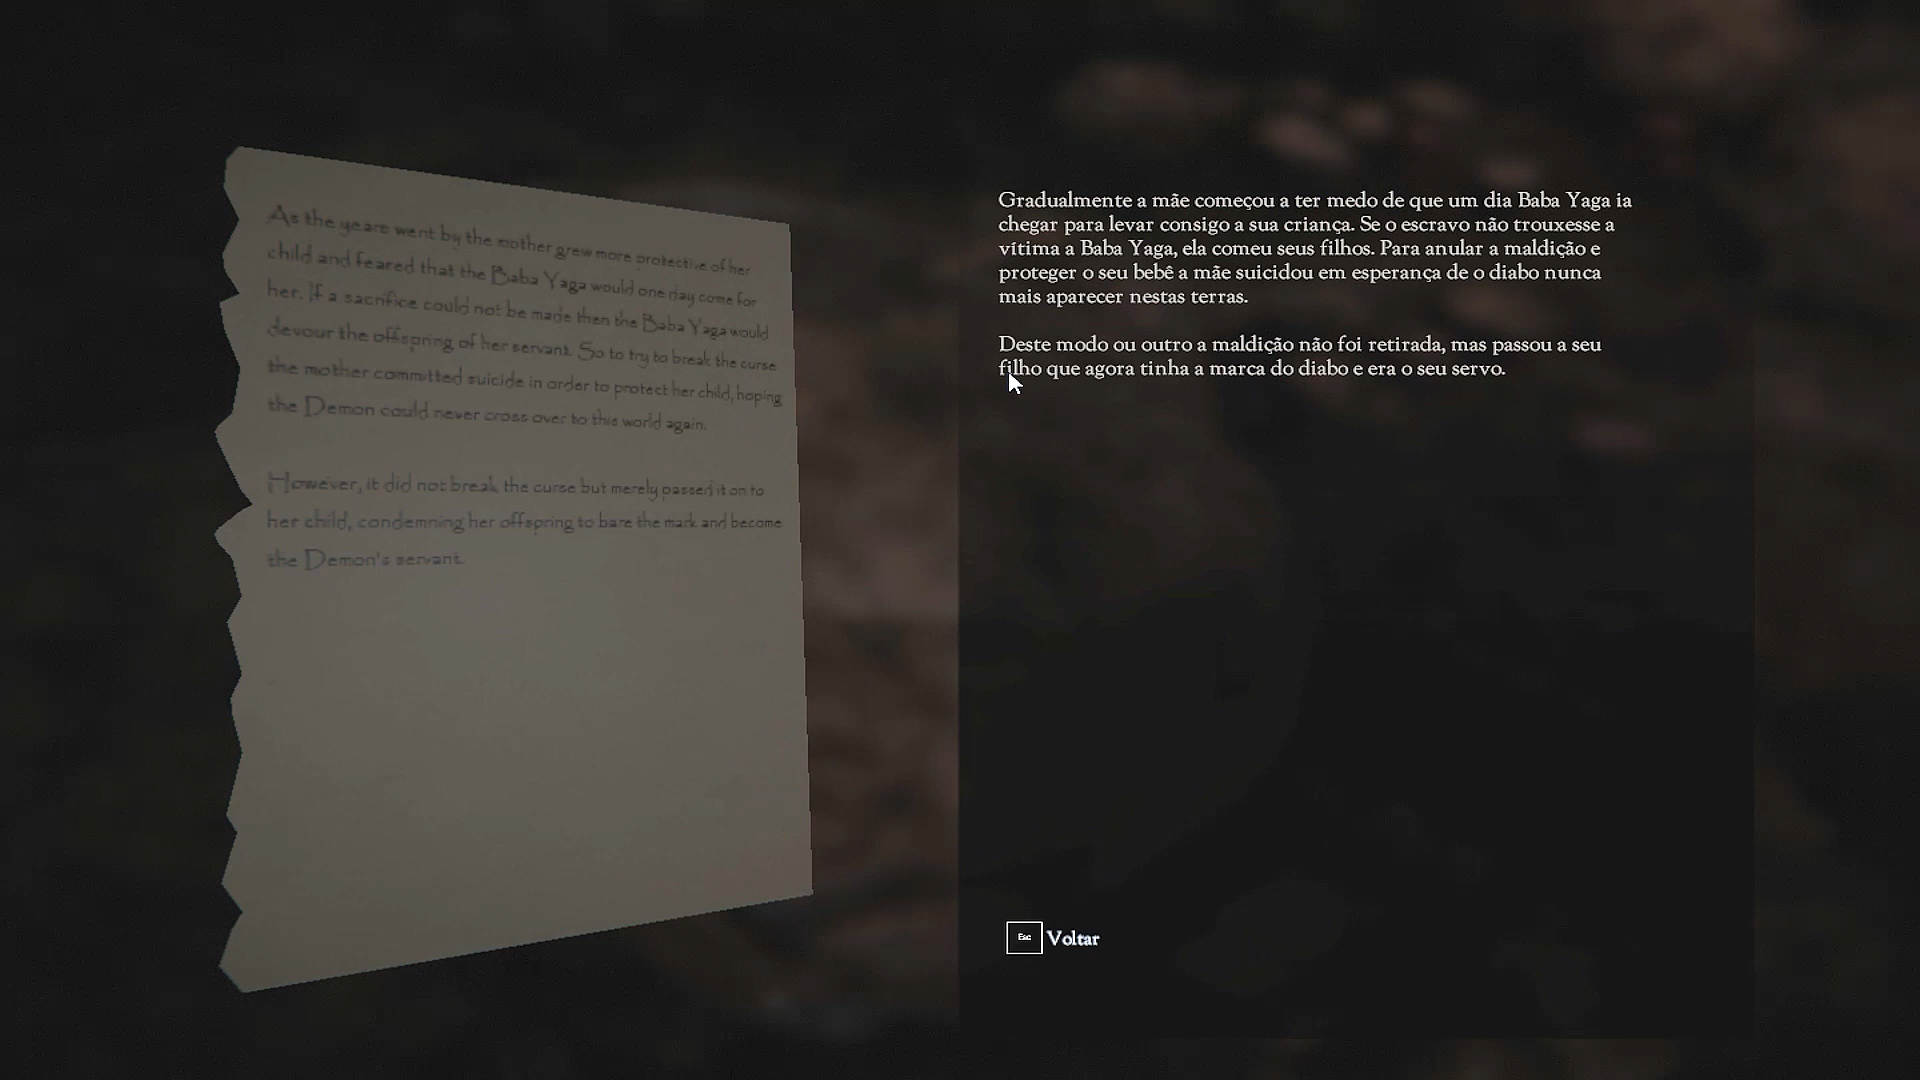 As the years went by the mother grew more protective of her
child and feared that the Baba Yaga would one day come for
her. If a sacrifice could not be made then the Baba Yaga would
devour the offspring of her servant. So to try to break the curse
the mother committed suicide in order to protect her child, hoping
the Demon could never cross over to this world again.
However, it did not break the curse but merely passed it on to
her child, condemning her offspring to bare the mark and become
the Demon's servant.
Gradualmente a mãe começou a ter medo de que um dia Baba Yaga ia
chegar para levar consigo a sua criança. Se o escravo não trouxesse a
vítima a Baba Yaga, ela comeu seus filhos. Para anular a maldição e
proteger o seu bebê a mãe suicidou em esperança de o diabo nunca
mais aparecer nestas terras.
Deste modo ou outro a maldição não foi retirada, mas passou a seu
filho que agora tinha a marca do diabo e era o seu servo.
Esc Voltar